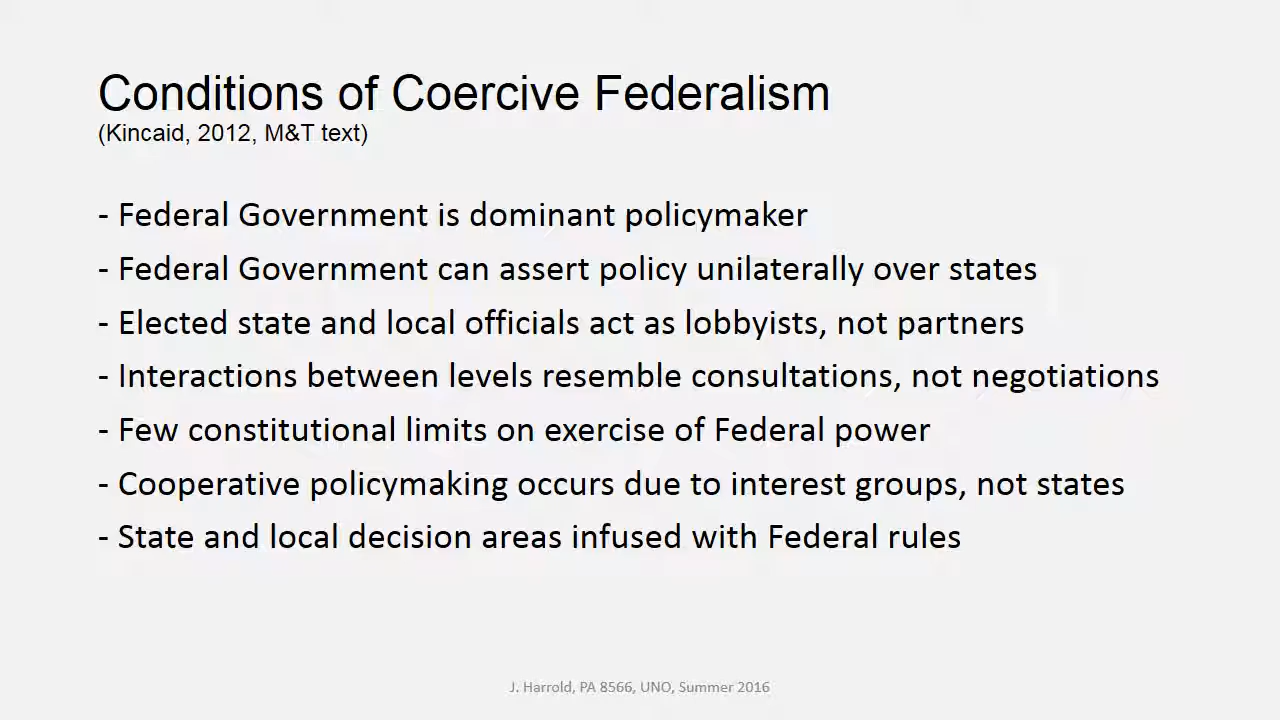 Conditions of Coercive Federalism
(Kincaid, 2012, M&T text)
- Federal Government is dominant policymaker
- Federal Government can assert policy unilaterally over states
- Elected state and local officials act as lobbyists, not partners
- Interactions between levels resemble consultations, not negotiations
- Few constitutional limits on exercise of Federal power
- Cooperative policymaking occurs due to interest groups, not states
- State and local decision areas infused with Federal rules
J. Harrold, PA 8566, UNO, Summer 2016